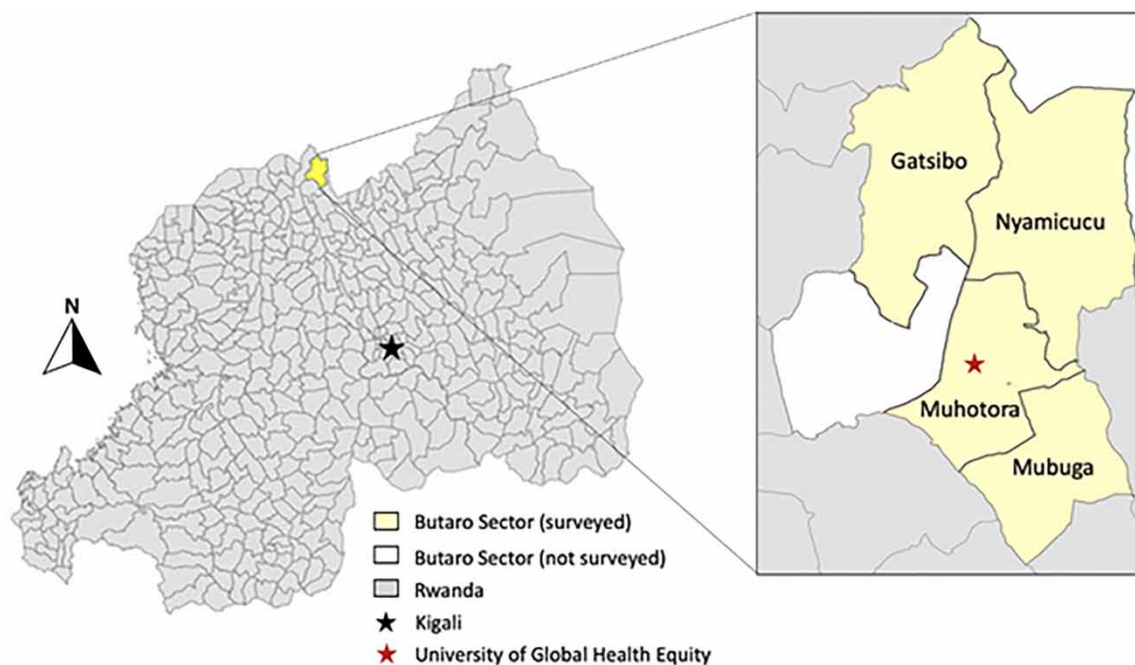 N
Gatsibo
Nyamicucu
Muhotora
Mubuga
Butaro Sector (surveyed)
Butaro Sector (not surveyed)
Rwanda
Kigali
University of Global Health Equity